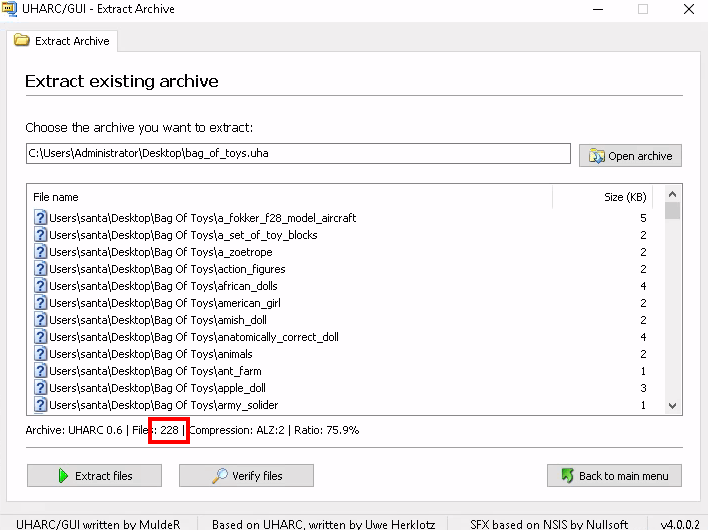 UHARC/GUI - Extract Archive
Extract Archive
Extract existing archive
Choose the archive you want to extract:
C:\Users\Administrator\Desktop\bag_of_toys.uha
Open archive
File name Size (KB)
Users\santa\Desktop\Bag Of Toys\a_fokker_f28_model_aircraft 5
Users\santa\Desktop\Bag Of Toys\a_set_of_toy_blocks 2
Users\santa\Desktop\Bag Of Toys\a_zoetrope 2
Users\santa\Desktop\Bag Of Toys\action_figures 2
Users\santa\Desktop\Bag Of Toys\african_dolls 4
Users\santa\Desktop\Bag Of Toys\american_girl 2
Users\santa\Desktop\Bag Of Toys\amish_doll 2
Users\santa\Desktop\Bag Of Toys\anatomically_correct_doll 4
Users\santa\Desktop\Bag Of Toys\animals 2
Users\santa\Desktop\Bag Of Toys\ant_farm 1
Users\santa\Desktop\Bag Of Toys\apple_doll 3
Users\santa\Desktop\Bag Of Toys\army_solider 1
Archive: UHARC 0.6 | Files: 228 | Compression: ALZ:2 | Ratio: 75.9%
Extract files Verify files Back to main menu
UHARC/GUI written by MuldeR Based on UHARC, written by Uwe Herklotz SFX based on NSIS by Nullsoft v4.0.0.2